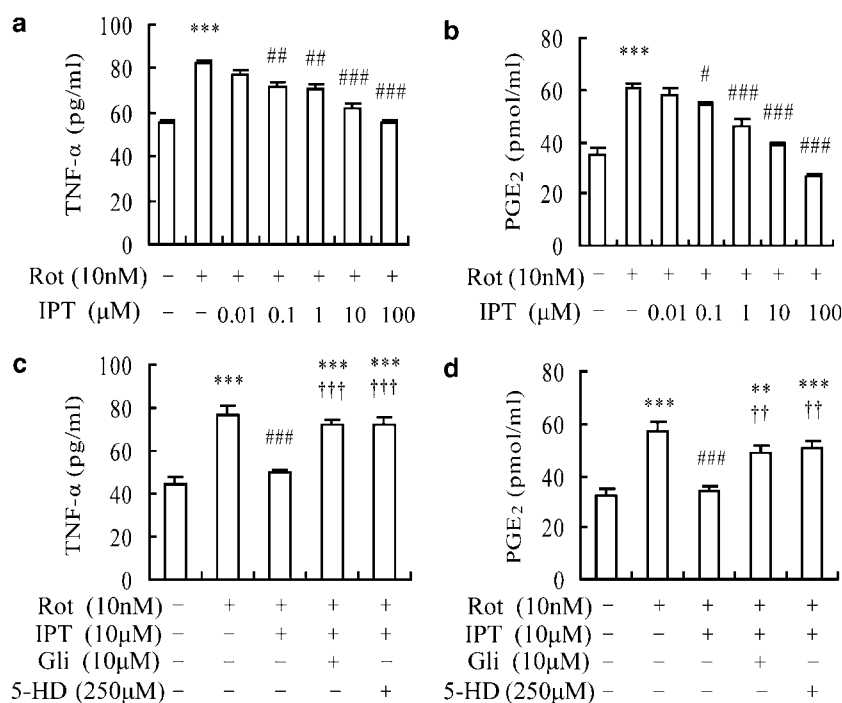 a
TNF-α (pg/ml)
100
80
60
40
20
0
***
##
##
###
###
Rot (10nM) − + + + + + +
IPT (μM) − − 0.01 0.1 1 10 100
b
PGE2 (pmol/ml)
80
60
40
20
0
***
#
###
###
###
Rot (10nM) − + + + + + +
IPT (μM) − − 0.01 0.1 1 10 100
c
TNF-α (pg/ml)
100
80
60
40
20
0
***
###
*** ***
††† †††
Rot (10nM) − + + + +
IPT (10μM) − − + + +
Gli (10μM) − − − + −
5-HD (250μM) − − − − +
d
PGE2 (pmol/ml)
80
60
40
20
0
***
###
** ***
†† ††
Rot (10nM) − + + + +
IPT (10μM) − − + + +
Gli (10μM) − − − + −
5-HD (250μM) − − − − +